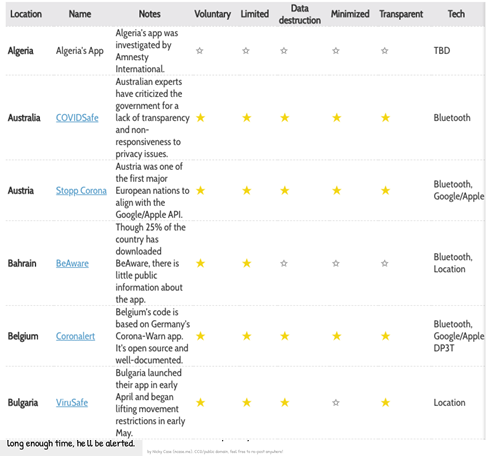 Location Name Notes Voluntary Limited Data destruction Minimized Transparent Tech
Algeria Algeria's App Algeria's app was investigated by Amnesty International. ☆ ☆ ☆ ☆ ☆ TBD
Australia COVIDSafe Australian experts have criticized the government for a lack of transparency and non-responsiveness to privacy issues. ★ ★ ★ ★ ★ Bluetooth
Austria Stopp Corona Austria was one of the first major European nations to align with the Google/Apple API. ★ ★ ★ ★ ★ Bluetooth, Google/Apple
Bahrain BeAware Though 25% of the country has downloaded BeAware, there is little public information about the app. ★ ★ ☆ ☆ ☆ Bluetooth, Location
Belgium Coronalert Belgium's code is based on Germany's Corona-Warn app. It's open source and well-documented. ★ ★ ★ ★ ★ Bluetooth, Google/Apple DP3T
Bulgaria ViruSafe Bulgaria launched their app in early April and began lifting movement restrictions in early May. ★ ★ ★ ☆ ★ Location
long enough time, he'll be alerted.